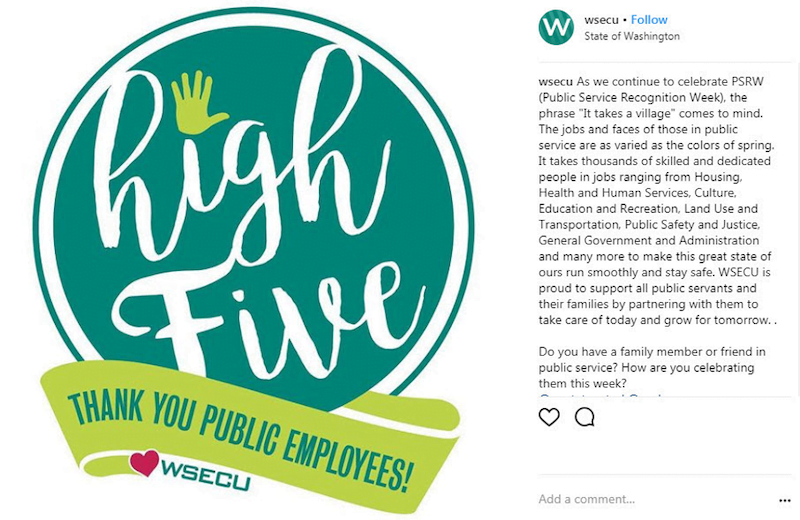 high
Five
THANK YOU PUBLIC EMPLOYEES!
WSECU
W
wsecu • Follow
State of Washington
wsecu As we continue to celebrate PSRW
(Public Service Recognition Week), the
phrase "It takes a village" comes to mind.
The jobs and faces of those in public
service are as varied as the colors of spring.
It takes thousands of skilled and dedicated
people in jobs ranging from Housing,
Health and Human Services, Culture,
Education and Recreation, Land Use and
Transportation, Public Safety and Justice,
General Government and Administration
and many more to make this great state of
ours run smoothly and stay safe. WSECU is
proud to support all public servants and
their families by partnering with them to
take care of today and grow for tomorrow. .
Do you have a family member or friend in
public service? How are you celebrating
them this week?
Add a comment...